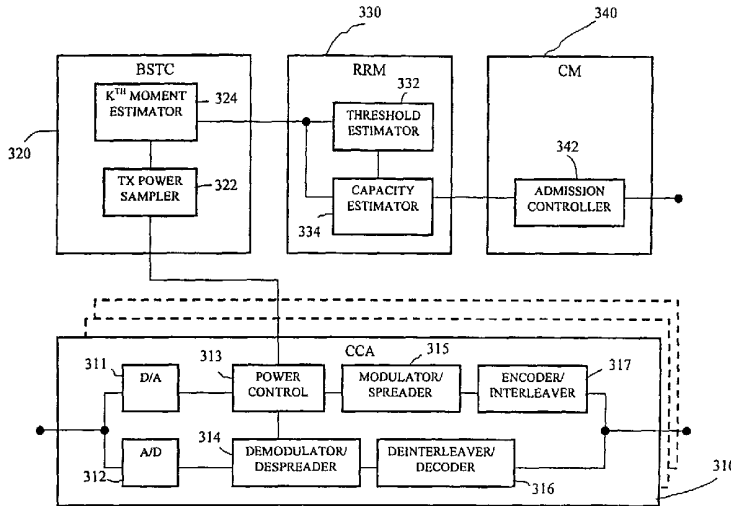 330
340
BSTC
RRM
CM
K^TH MOMENT
ESTIMATOR
324
332
THRESHOLD
ESTIMATOR
320
342
TX POWER
SAMPLER
322
CAPACITY
ESTIMATOR
334
ADMISSION
CONTROLLER
CCA
311
D/A
313
POWER
CONTROL
315
MODULATOR/
SPREADER
317
ENCODER/
INTERLEAVER
312
A/D
314
DEMODULATOR/
DESPREADER
DEINTERLEAVER/
DECODER
316
310